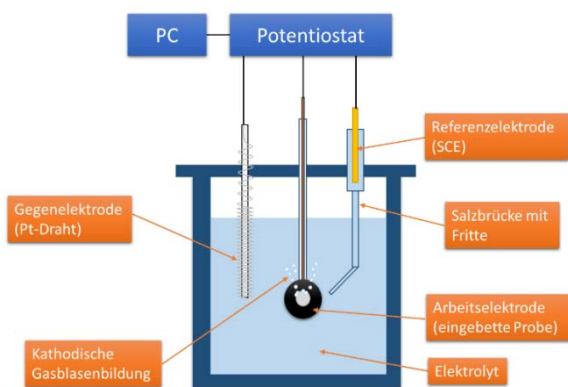 PC
Potentiostat
Referenzelektrode
(SCE)
Gegenelektrode
(Pt-Draht)
Salzbrücke mit
Fritte
Arbeitselektrode
(eingebette Probe)
Kathodische
Gasblasenbildung
Elektrolyt